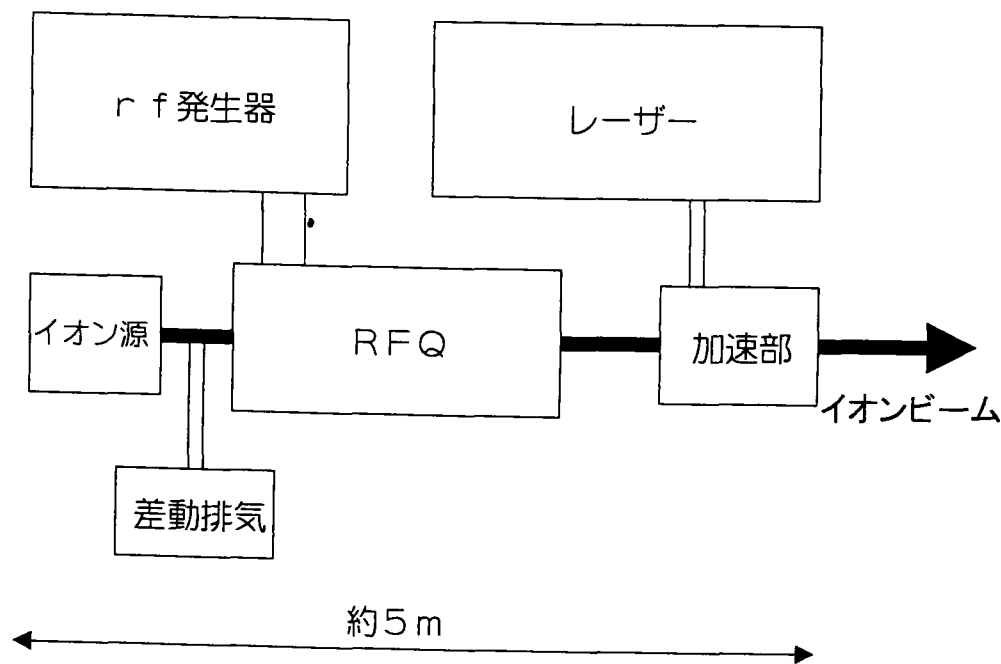 ｒｆ発生器
レーザー
イオン源
ＲＦＱ
加速部
イオンビーム
差動排気
約５ｍ